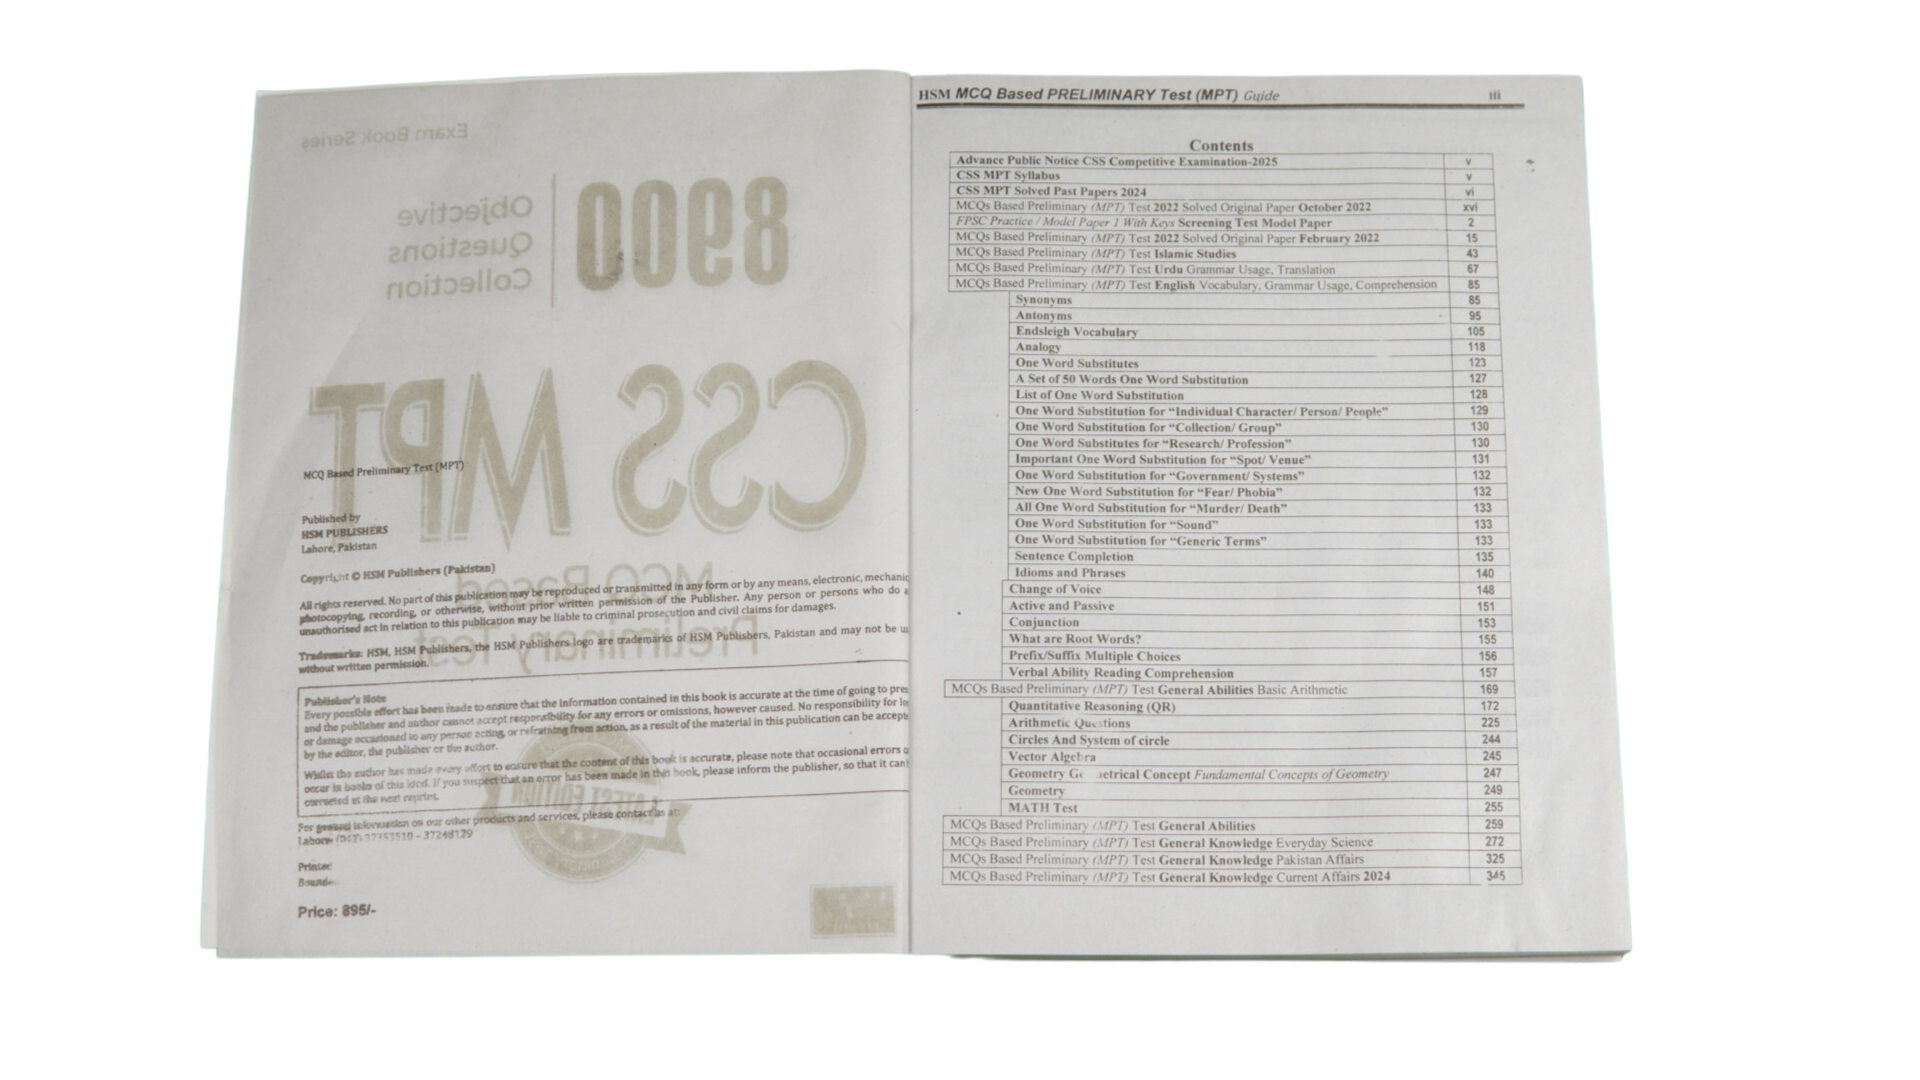 Exam Book Series
8900
Objective
Questions
Collection
CSS MPT
MCQ Based
Preliminary Test
LATEST EDITION
MCQ Based Preliminary Test (MPT)
Published by
HSM PUBLISHERS
Lahore, Pakistan
Copyright © HSM Publishers (Pakistan)
All rights reserved. No part of this publication may be reproduced or transmitted in any form or by any means, electronic, mechanic
photocopying, recording, or otherwise, without prior written permission of the Publisher. Any person or persons who do a
unauthorised act in relation to this publication may be liable to criminal prosecution and civil claims for damages.
Trademarks: HSM, HSM Publishers, the HSM Publishers logo are trademarks of HSM Publishers, Pakistan and may not be u
without written permission.
Publisher's Note
Every possible effort has been made to ensure that the information contained in this book is accurate at the time of going to pre
and the publisher and author cannot accept responsibility for any errors or omissions, however caused. No responsibility for lo
or damage occasioned to any person acting, or refraining from action, as a result of the material in this publication can be accept
by the editor, the publisher or the author.
Whilst the author has made every effort to ensure that the content of this book is accurate, please note that occasional errors
occur in books of this kind. If you suspect that an error has been made in this book, please inform the publisher, so that it can
corrected at the next reprint.
For general information on our other products and services, please contact us at:
Lahore: (042) 37353510 – 37248129
Price: 895/-
HSM MCQ Based PRELIMINARY Test (MPT) Guide iii
Contents
Advance Public Notice CSS Competitive Examination-2025 v
CSS MPT Syllabus v
CSS MPT Solved Past Papers 2024 vi
MCQs Based Preliminary (MPT) Test 2022 Solved Original Paper October 2022 xvi
FPSC Practice / Model Paper 1 With Keys Screening Test Model Paper 2
MCQs Based Preliminary (MPT) Test 2022 Solved Original Paper February 2022 15
MCQs Based Preliminary (MPT) Test Islamic Studies 43
MCQs Based Preliminary (MPT) Test Urdu Grammar Usage, Translation 67
MCQs Based Preliminary (MPT) Test English Vocabulary, Grammar Usage, Comprehension 85
Synonyms 85
Antonyms 95
Endsleigh Vocabulary 105
Analogy 118
One Word Substitutes 123
A Set of 50 Words One Word Substitution 127
List of One Word Substitution 128
One Word Substitution for “Individual Character/ Person/ People” 129
One Word Substitution for “Collection/ Group” 130
One Word Substitutes for “Research/ Profession” 130
Important One Word Substitution for “Spot/ Venue” 131
One Word Substitution for “Government/ Systems” 132
New One Word Substitution for “Fear/ Phobia” 132
All One Word Substitution for “Murder/ Death” 133
One Word Substitution for “Sound” 133
One Word Substitution for “Generic Terms” 133
Sentence Completion 135
Idioms and Phrases 140
Change of Voice 148
Active and Passive 151
Conjunction 153
What are Root Words? 155
Prefix/Suffix Multiple Choices 156
Verbal Ability Reading Comprehension 157
MCQs Based Preliminary (MPT) Test General Abilities Basic Arithmetic 169
Quantitative Reasoning (QR) 172
Arithmetic Questions 225
Circles And System of circle 244
Vector Algebra 245
Geometry Concept Fundamental Concepts of Geometry 247
Geometry 249
MATH Test 255
MCQs Based Preliminary (MPT) Test General Abilities 259
MCQs Based Preliminary (MPT) Test General Knowledge Everyday Science 272
MCQs Based Preliminary (MPT) Test General Knowledge Pakistan Affairs 325
MCQs Based Preliminary (MPT) Test General Knowledge Current Affairs 2024 345